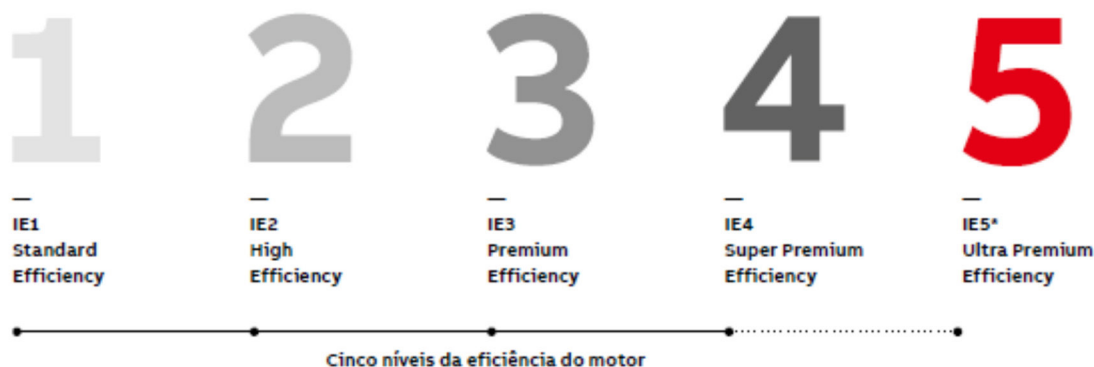 1 2 3 4 5
IE1
Standard
Efficiency
IE2
High
Efficiency
IE3
Premium
Efficiency
IE4
Super Premium
Efficiency
IE5*
Ultra Premium
Efficiency
Cinco níveis da eficiência do motor